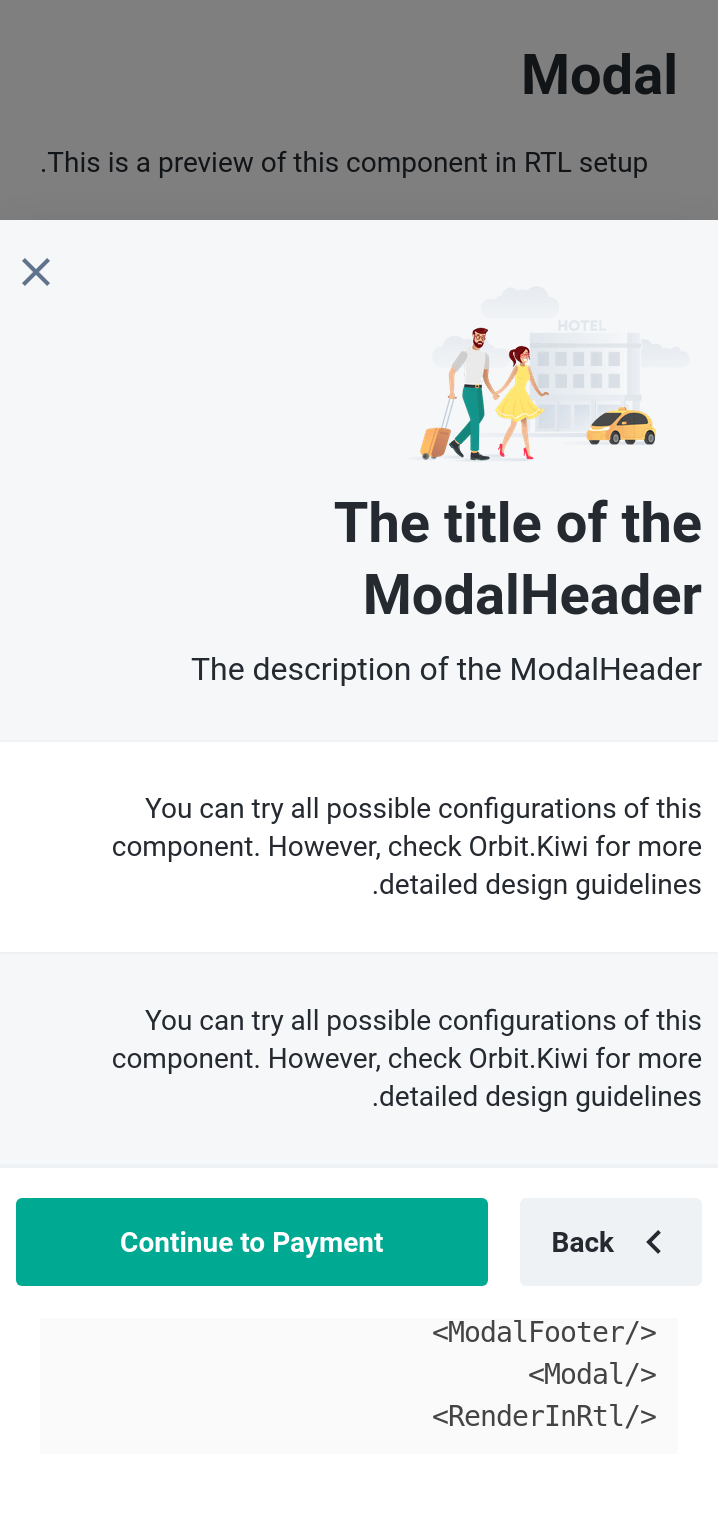 Modal
.This is a preview of this component in RTL setup
HOTEL
The title of the
ModalHeader
The description of the ModalHeader
You can try all possible configurations of this
component. However, check Orbit.Kiwi for more
.detailed design guidelines
You can try all possible configurations of this
component. However, check Orbit.Kiwi for more
.detailed design guidelines
Continue to Payment
Back
<ModalFooter/>
<Modal/>
<RenderInRtl/>